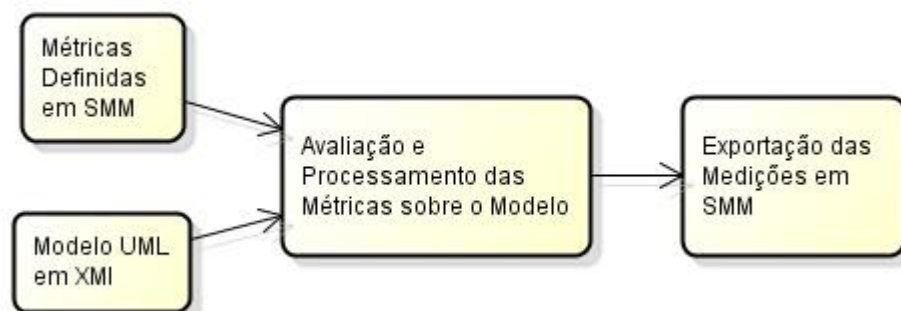 Métricas
Definidas
em SMM
Modelo UML
em XMI
Avaliação e
Processamento das
Métricas sobre o Modelo
Exportação das
Medições em
SMM